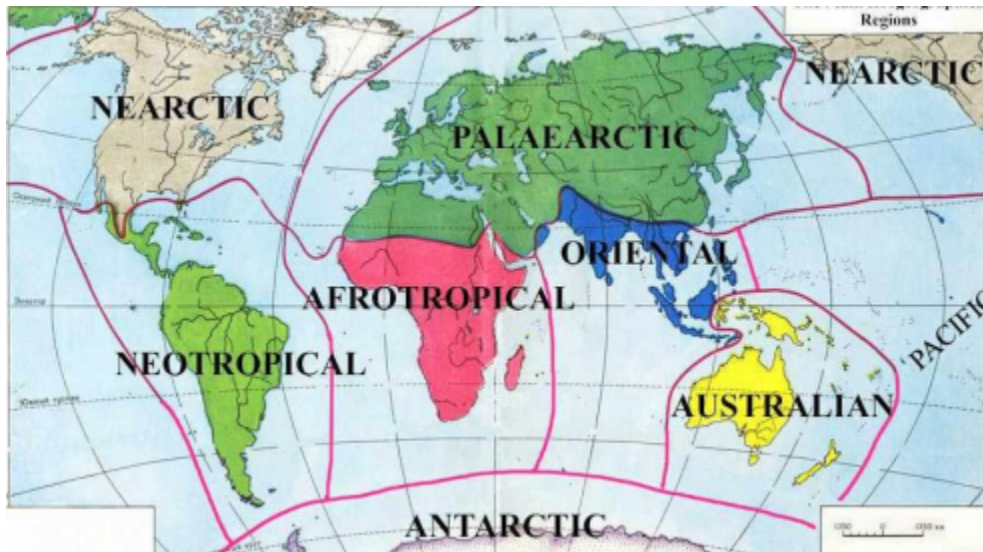 Regions
NEARCTIC
NEARCTIC
PALAEARCTIC
ORIENTAL
AFROTROPICAL
NEOTROPICAL
PACIFIC
AUSTRALIAN
ANTARCTIC